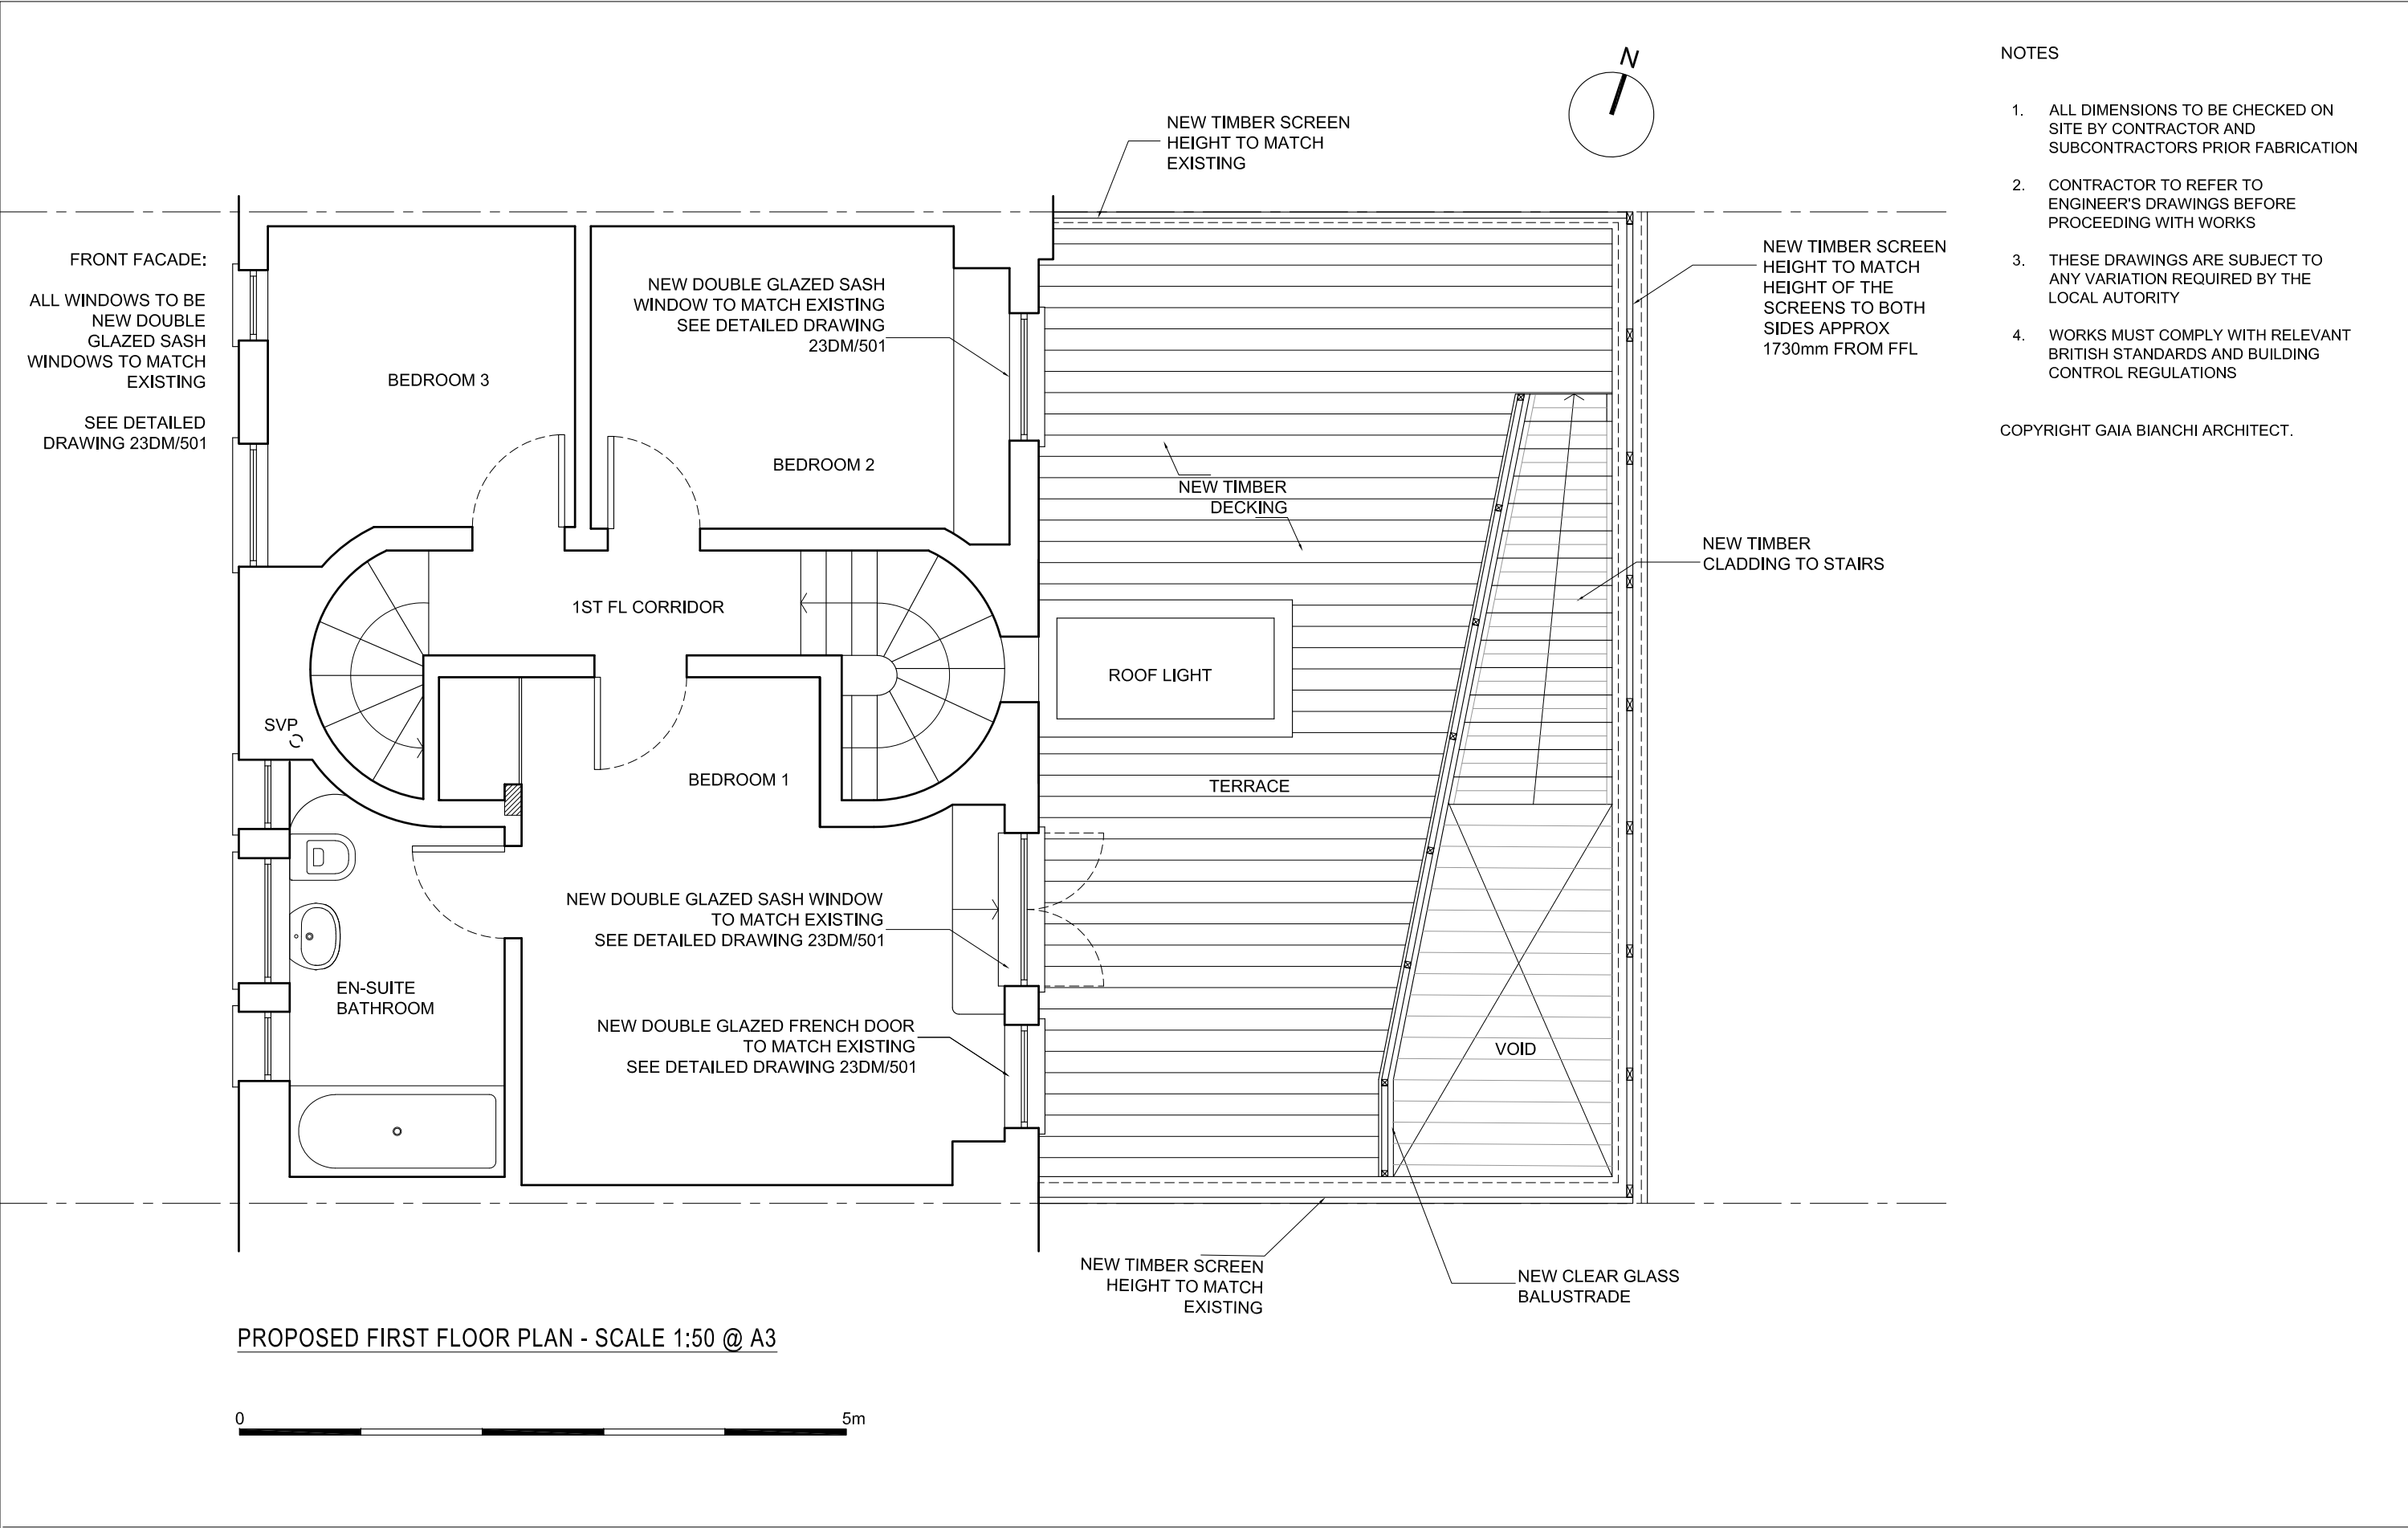 N
NOTES
1. ALL DIMENSIONS TO BE CHECKED ON
SITE BY CONTRACTOR AND
SUBCONTRACTORS PRIOR FABRICATION
2. CONTRACTOR TO REFER TO
ENGINEER'S DRAWINGS BEFORE
PROCEEDING WITH WORKS
3. THESE DRAWINGS ARE SUBJECT TO
ANY VARIATION REQUIRED BY THE
LOCAL AUTORITY
4. WORKS MUST COMPLY WITH RELEVANT
BRITISH STANDARDS AND BUILDING
CONTROL REGULATIONS
COPYRIGHT GAIA BIANCHI ARCHITECT.
NEW TIMBER SCREEN
HEIGHT TO MATCH
EXISTING
FRONT FACADE:
ALL WINDOWS TO BE
NEW DOUBLE
GLAZED SASH
WINDOWS TO MATCH
EXISTING
SEE DETAILED
DRAWING 23DM/501
BEDROOM 3
NEW DOUBLE GLAZED SASH
WINDOW TO MATCH EXISTING
SEE DETAILED DRAWING
23DM/501
BEDROOM 2
NEW TIMBER SCREEN
HEIGHT TO MATCH
HEIGHT OF THE
SCREENS TO BOTH
SIDES APPROX
1730mm FROM FFL
NEW TIMBER
DECKING
NEW TIMBER
CLADDING TO STAIRS
1ST FL CORRIDOR
ROOF LIGHT
SVP
BEDROOM 1
TERRACE
NEW DOUBLE GLAZED SASH WINDOW
TO MATCH EXISTING
SEE DETAILED DRAWING 23DM/501
EN-SUITE
BATHROOM
NEW DOUBLE GLAZED FRENCH DOOR
TO MATCH EXISTING
SEE DETAILED DRAWING 23DM/501
VOID
NEW TIMBER SCREEN
HEIGHT TO MATCH
EXISTING
NEW CLEAR GLASS
BALUSTRADE
PROPOSED FIRST FLOOR PLAN - SCALE 1:50 @ A3
0 5m